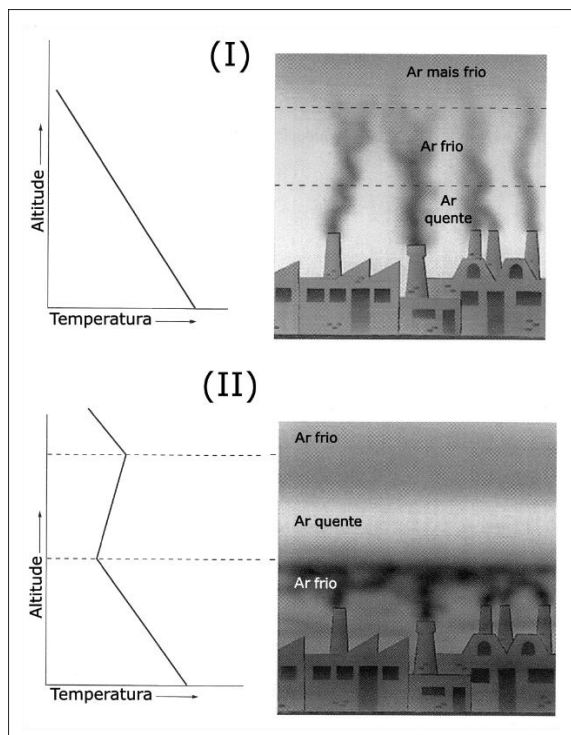 (I)
Altitude
Temperatura
Ar mais frio
Ar frio
Ar
quente
(II)
Altitude
Temperatura
Ar frio
Ar quente
Ar frio